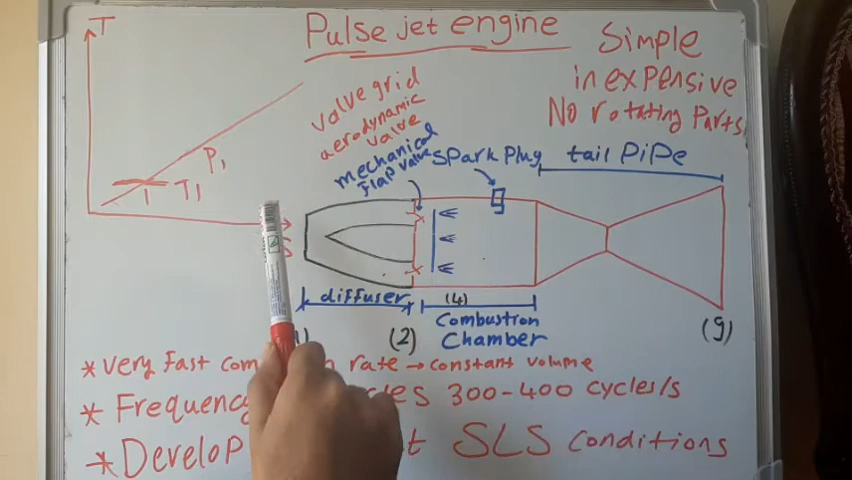 Pulse jet engine
Simple
inexpensive
No rotating Parts
T
P1
T1
1
valve grid
aerodynamic
valve
mechanical
flap valve
Spark Plug
tail PiPe
diffuser
(4)
Combustion
Chamber
(2)
(9)
*very fast com rate → constant volume
* Frequency cles 300-400 cycles/s
*Develop t SLS Conditions